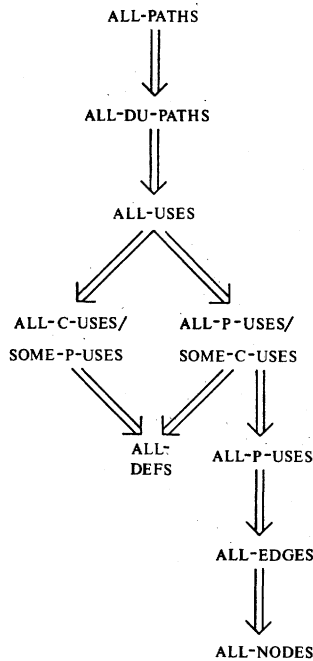 ALL-PATHS
ALL-DU-PATHS
ALL-USES
ALL-C-USES/
SOME-P-USES
ALL-P-USES/
SOME-C-USES
ALL-
DEFS
ALL-P-USES
ALL-EDGES
ALL-NODES